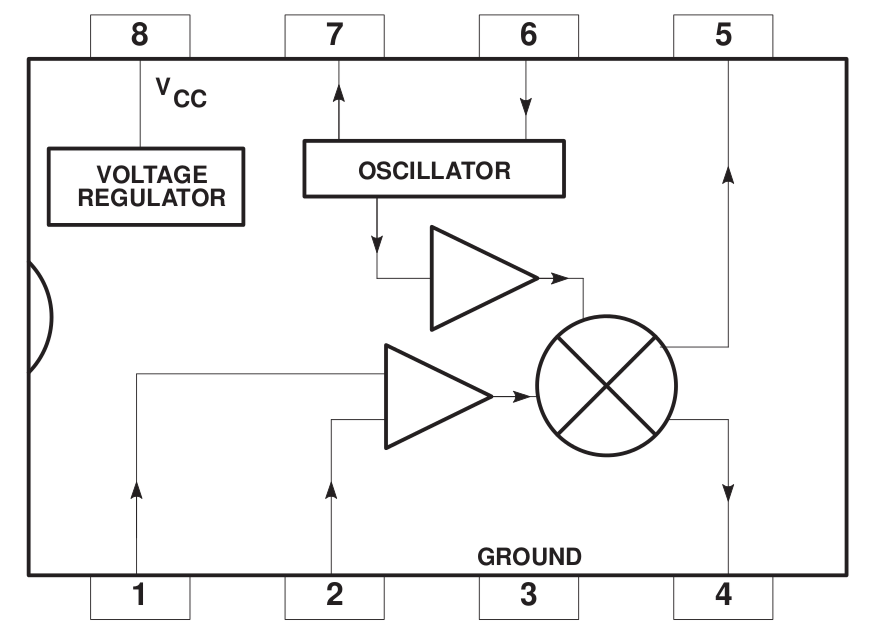 8 7 6 5
VCC
VOLTAGE
REGULATOR
OSCILLATOR
GROUND
1 2 3 4